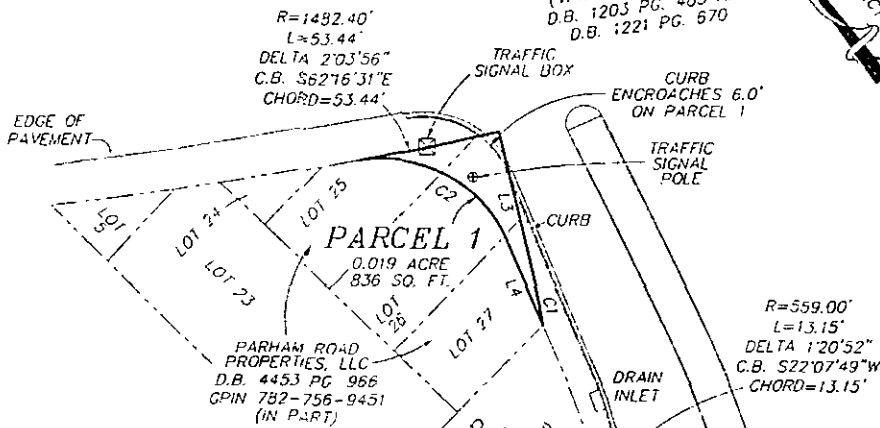 R=1482.40'
L=53.44'
DELTA 2°03'56"
C.B. S62°16'31"E
CHORD=53.44'
D.B. 1203 PG.
D.B. 1221 PG. 670
TRAFFIC
SIGNAL BOX
CURB
ENCROACHES 6.0'
ON PARCEL 1
EDGE OF
PAVEMENT
TRAFFIC
SIGNAL
POLE
LOT 25
C2
L3
CURB
LOT 24
LOT
LOT 23
PARCEL 1
0.019 ACRE
836 SQ. FT.
LOT
26
L4
C1
LOT 27
PARHAM ROAD
PROPERTIES, LLC
D.B. 4453 PG 966
GPIN 782-756-9451
(IN PART)
DRAIN
INLET
R=559.00'
L=13.15'
DELTA 1°20'52"
C.B. S22°07'49"W
CHORD=13.15'